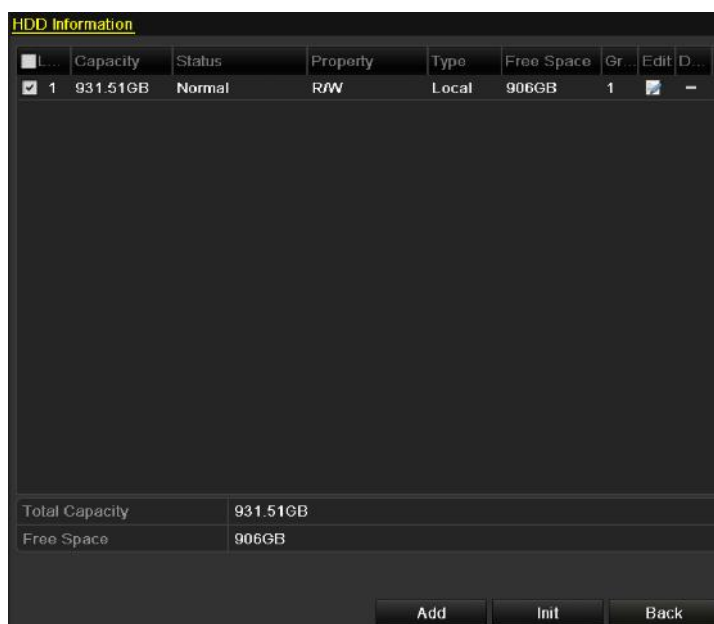 HDD Information
L... Capacity Status Property Type Free Space Gr... Edit D...
1 931.51GB Normal R/W Local 906GB 1 –
Total Capacity 931.51GB
Free Space 906GB
Add Init Back